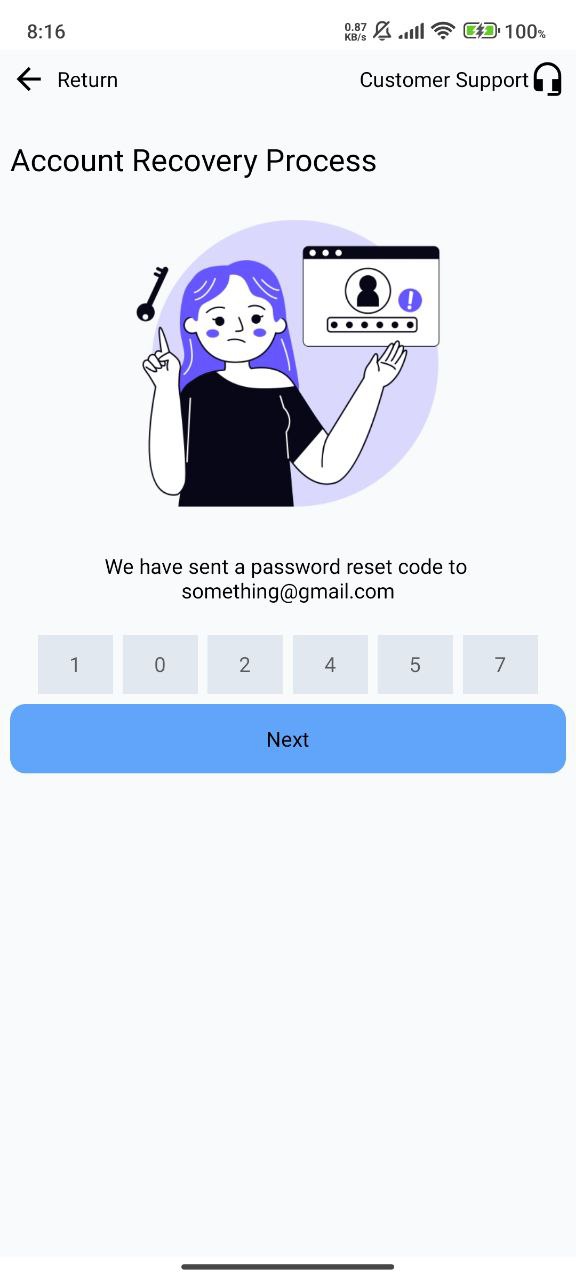 8:16
0.87
KB/s
100%
Return
Customer Support
Account Recovery Process
We have sent a password reset code to
something@gmail.com
1 0 2 4 5 7
Next